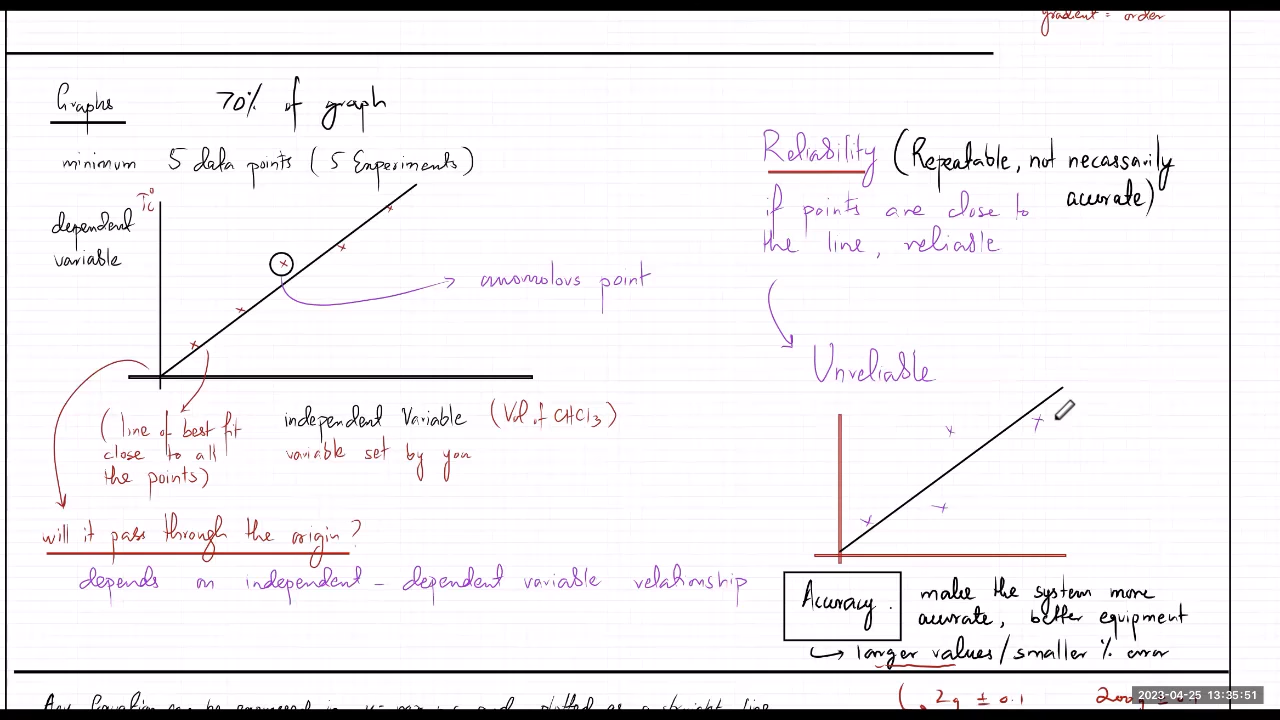 gradient = order
Graphs
70% of graph
minimum 5 data points ( 5 Experiments )
T°c
dependent
variable
anomolous point
( line of best fit
close to all
the points)
independent Variable (Vol. of CHCl3)
variable set by you
will it pass through the origin ?
depends on independent - dependent variable relationship
Reliability (Repeatable, not necassarily
accurate)
if points are close to
the line, reliable
Unreliable
Accuracy.
make the system more
accurate, better equipment
larger values / smaller % error
( 2g ± 0.1
2023-04-25 13:35:51